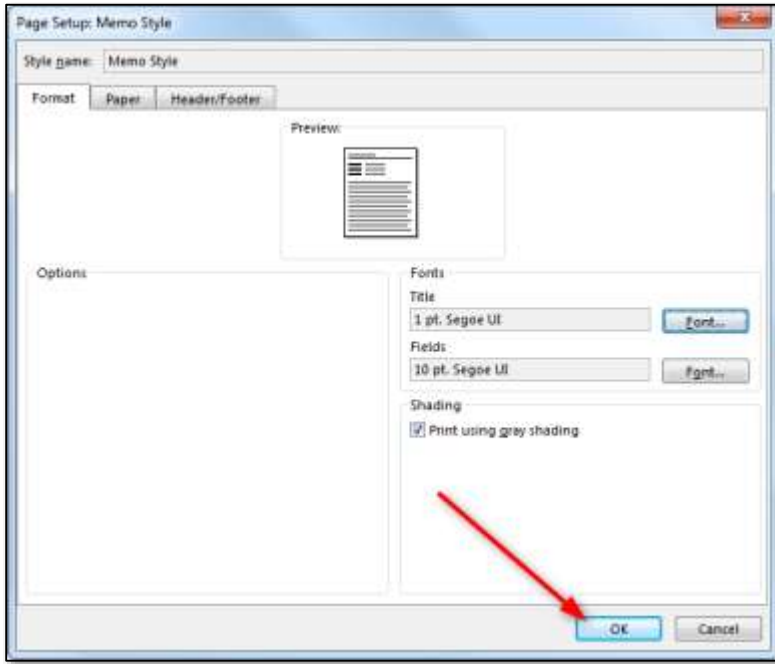 Page Setup: Memo Style
Style name: Memo Style
Format Paper Header/Footer
Preview:
Options
Fonts
Title
1 pt. Segoe UI Font...
Fields
10 pt. Segoe UI Font...
Shading
Print using gray shading
OK Cancel